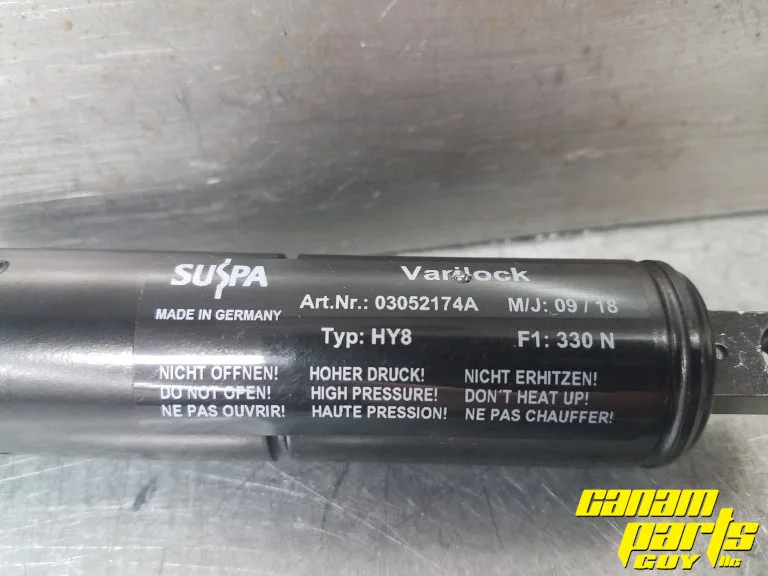 SUSPA
Varilock
MADE IN GERMANY
Art.Nr.: 03052174A M/J: 09 / 18
Typ: HY8 F1: 330 N
NICHT ÖFFNEN! HOHER DRUCK! NICHT ERHITZEN!
DO NOT OPEN! HIGH PRESSURE! DON´T HEAT UP!
NE PAS OUVRIR! HAUTE PRESSION! NE PAS CHAUFFER!
CANAM
PARTS
GUY llc